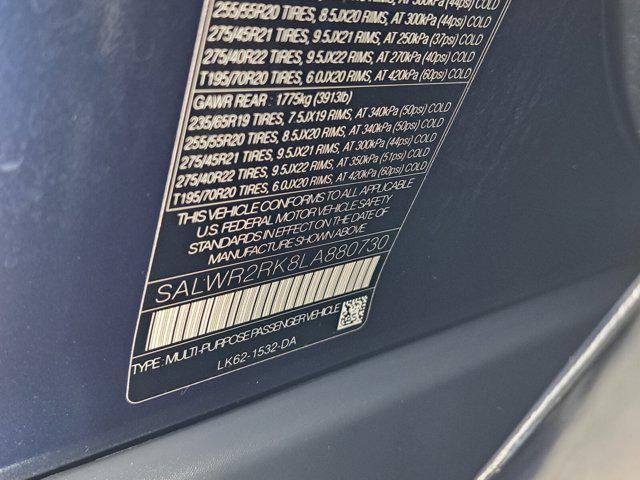 RIMS, AT 300kPa (44psi) COLD
255/55R20 TIRES, 8.5JX20 RIMS, AT 300kPa (44psi) COLD
275/45R21 TIRES, 9.5JX21 RIMS, AT 250kPa (37psi) COLD
275/40R22 TIRES, 9.5JX22 RIMS, AT 270kPa (40psi) COLD
T195/70R20 TIRES, 6.0JX20 RIMS, AT 420kPa (60psi) COLD
GAWR REAR : 1775kg (3913lb)
235/65R19 TIRES, 7.5JX19 RIMS, AT 340kPa (50psi) COLD
255/55R20 TIRES, 8.5JX20 RIMS, AT 340kPa (50psi) COLD
275/45R21 TIRES, 9.5JX21 RIMS, AT 300kPa (44psi) COLD
275/40R22 TIRES, 9.5JX22 RIMS, AT 350kPa (51psi) COLD
T195/70R20 TIRES, 6.0JX20 RIMS, AT 420kPa (60psi) COLD
THIS VEHICLE CONFORMS TO ALL APPLICABLE
U.S. FEDERAL MOTOR VEHICLE SAFETY
STANDARDS IN EFFECT ON THE DATE OF
MANUFACTURE SHOWN ABOVE
SALWR2RK8LA880730
TYPE : MULTI-PURPOSE PASSENGER VEHICLE
LK62-1532-DA